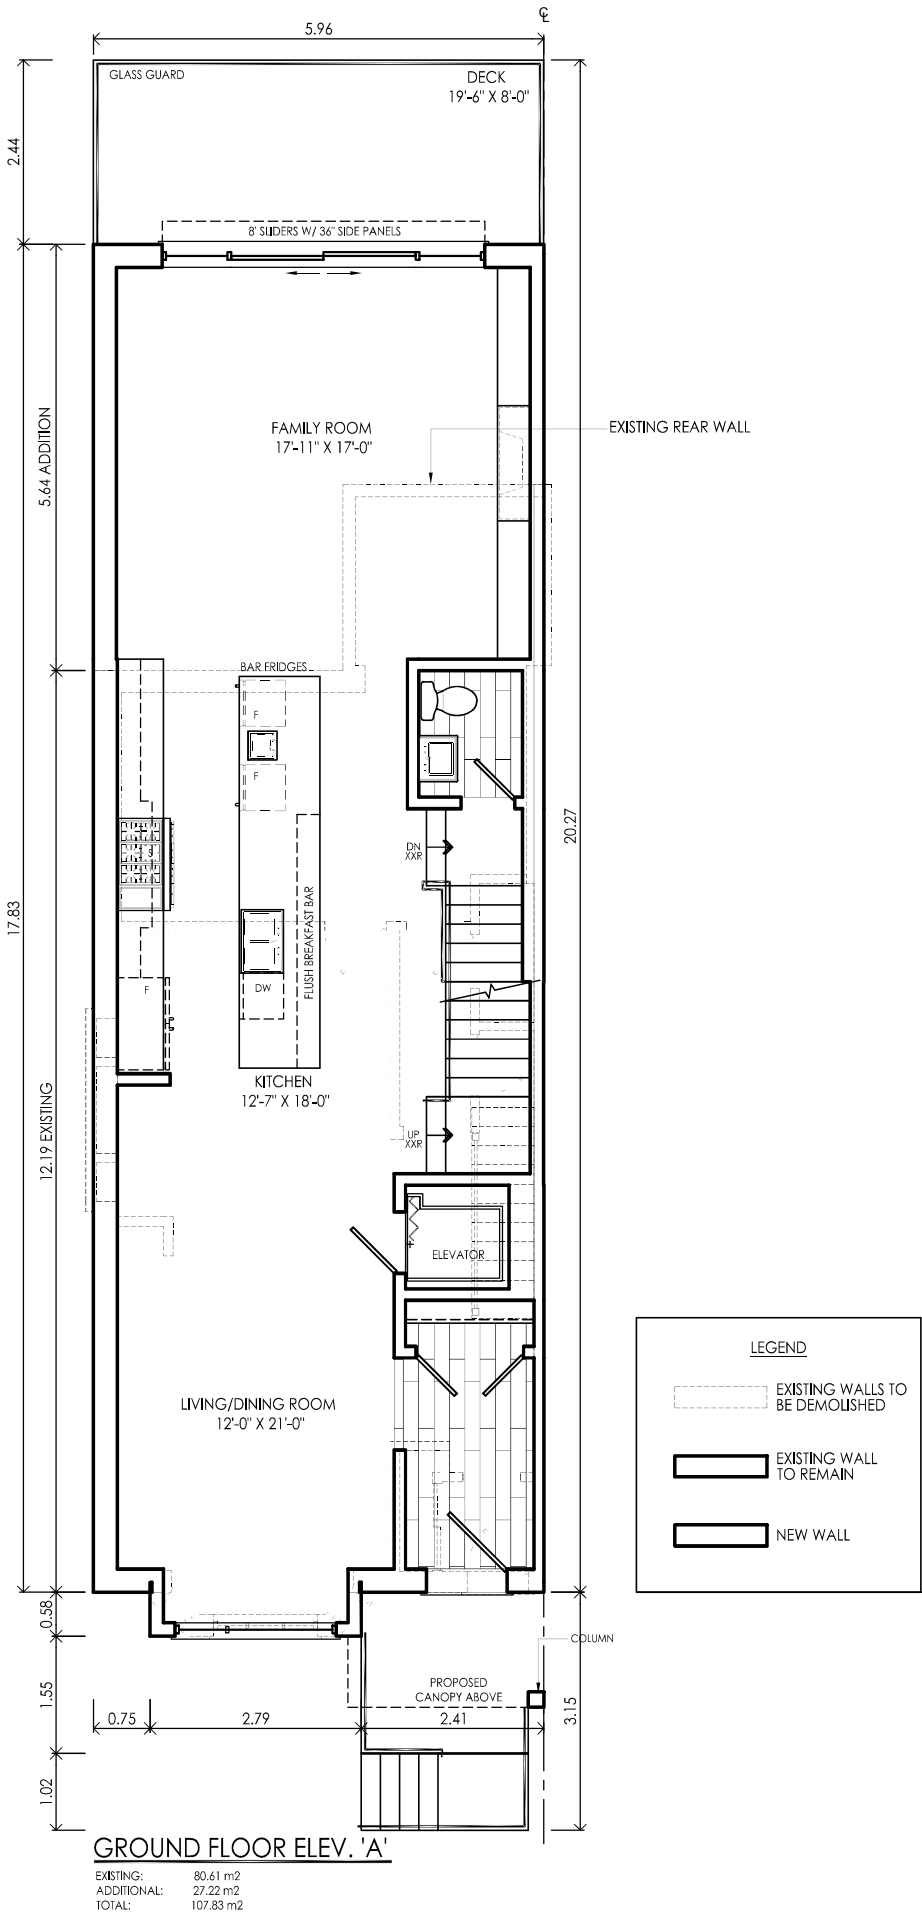 ℄
5.96
GLASS GUARD
DECK
19'-6" X 8'-0"
2.44
8' SLIDERS W/ 36" SIDE PANELS
FAMILY ROOM
17'-11" X 17'-0"
EXISTING REAR WALL
5.64 ADDITION
BAR FRIDGES
F
F
S
DN
XXR
20.27
17.83
FLUSH BREAKFAST BAR
DW
F
KITCHEN
12'-7" X 18'-0"
12.19 EXISTING
UP
XXR
ELEVATOR
LIVING/DINING ROOM
12'-0" X 21'-0"
LEGEND
EXISTING WALLS TO
BE DEMOLISHED
EXISTING WALL
TO REMAIN
NEW WALL
0.58
COLUMN
PROPOSED
CANOPY ABOVE
1.55
3.15
0.75
2.79
2.41
1.02
GROUND FLOOR ELEV. 'A'
EXISTING: 80.61 m2
ADDITIONAL: 27.22 m2
TOTAL: 107.83 m2